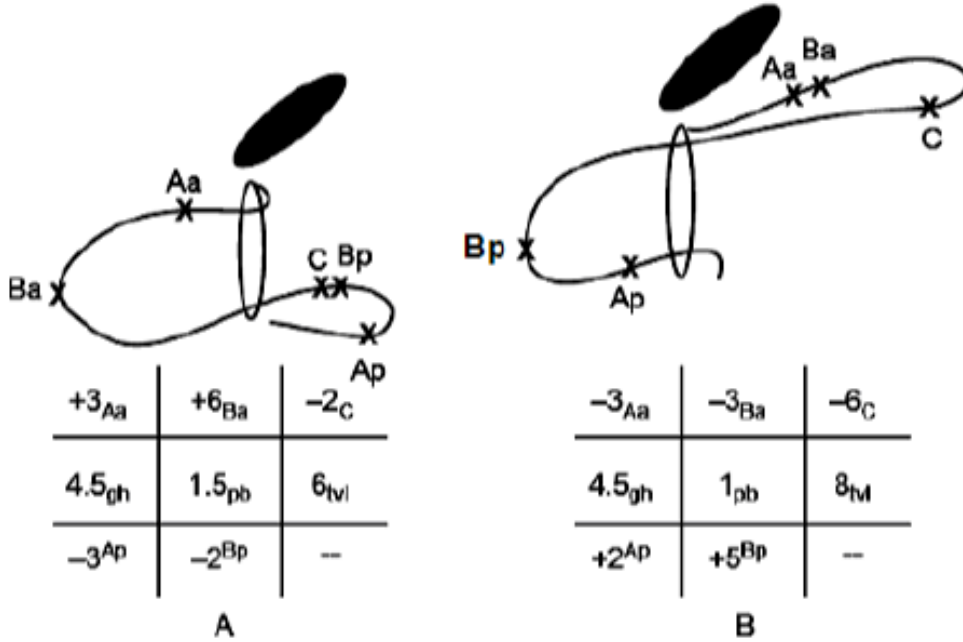 Aa
Ba
C Bp
Ap
+3Aa +6Ba –2C
4.5gh 1.5pb 6tvl
–3Ap –2Bp --
A
Ba
Aa
C
Bp
Ap
–3Aa –3Ba –6C
4.5gh 1pb 8tvl
+2Ap +5Bp --
B